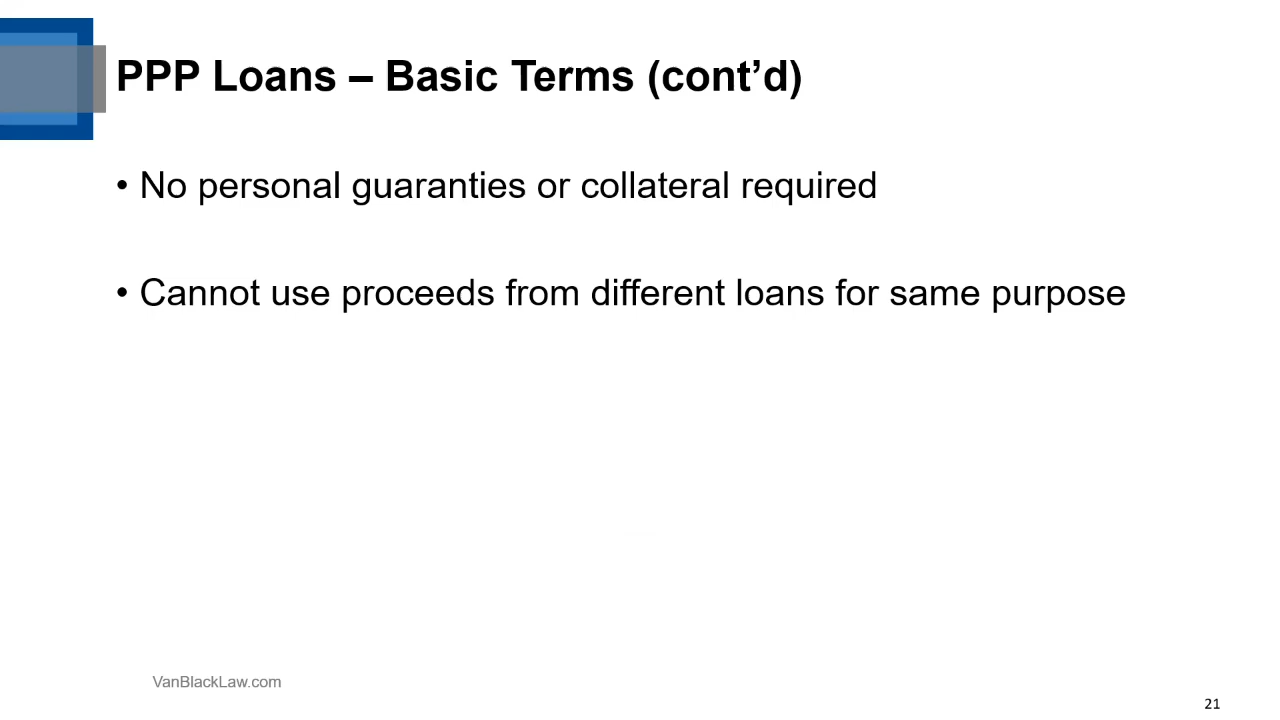 PPP Loans – Basic Terms (cont’d)
• No personal guaranties or collateral required
• Cannot use proceeds from different loans for same purpose
VanBlackLaw.com
21